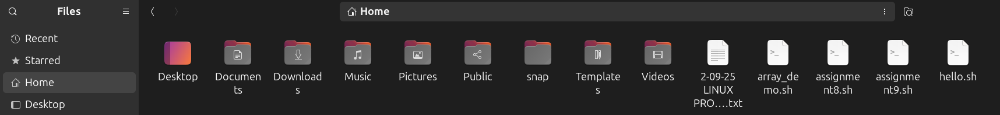 Files
Home
Recent
Starred
Home
Desktop
Desktop
Documen
ts
Download
s
Music
Pictures
Public
snap
Template
s
Videos
2-09-25
LINUX
PRO....txt
array_de
mo.sh
assignme
nt8.sh
assignme
nt9.sh
hello.sh